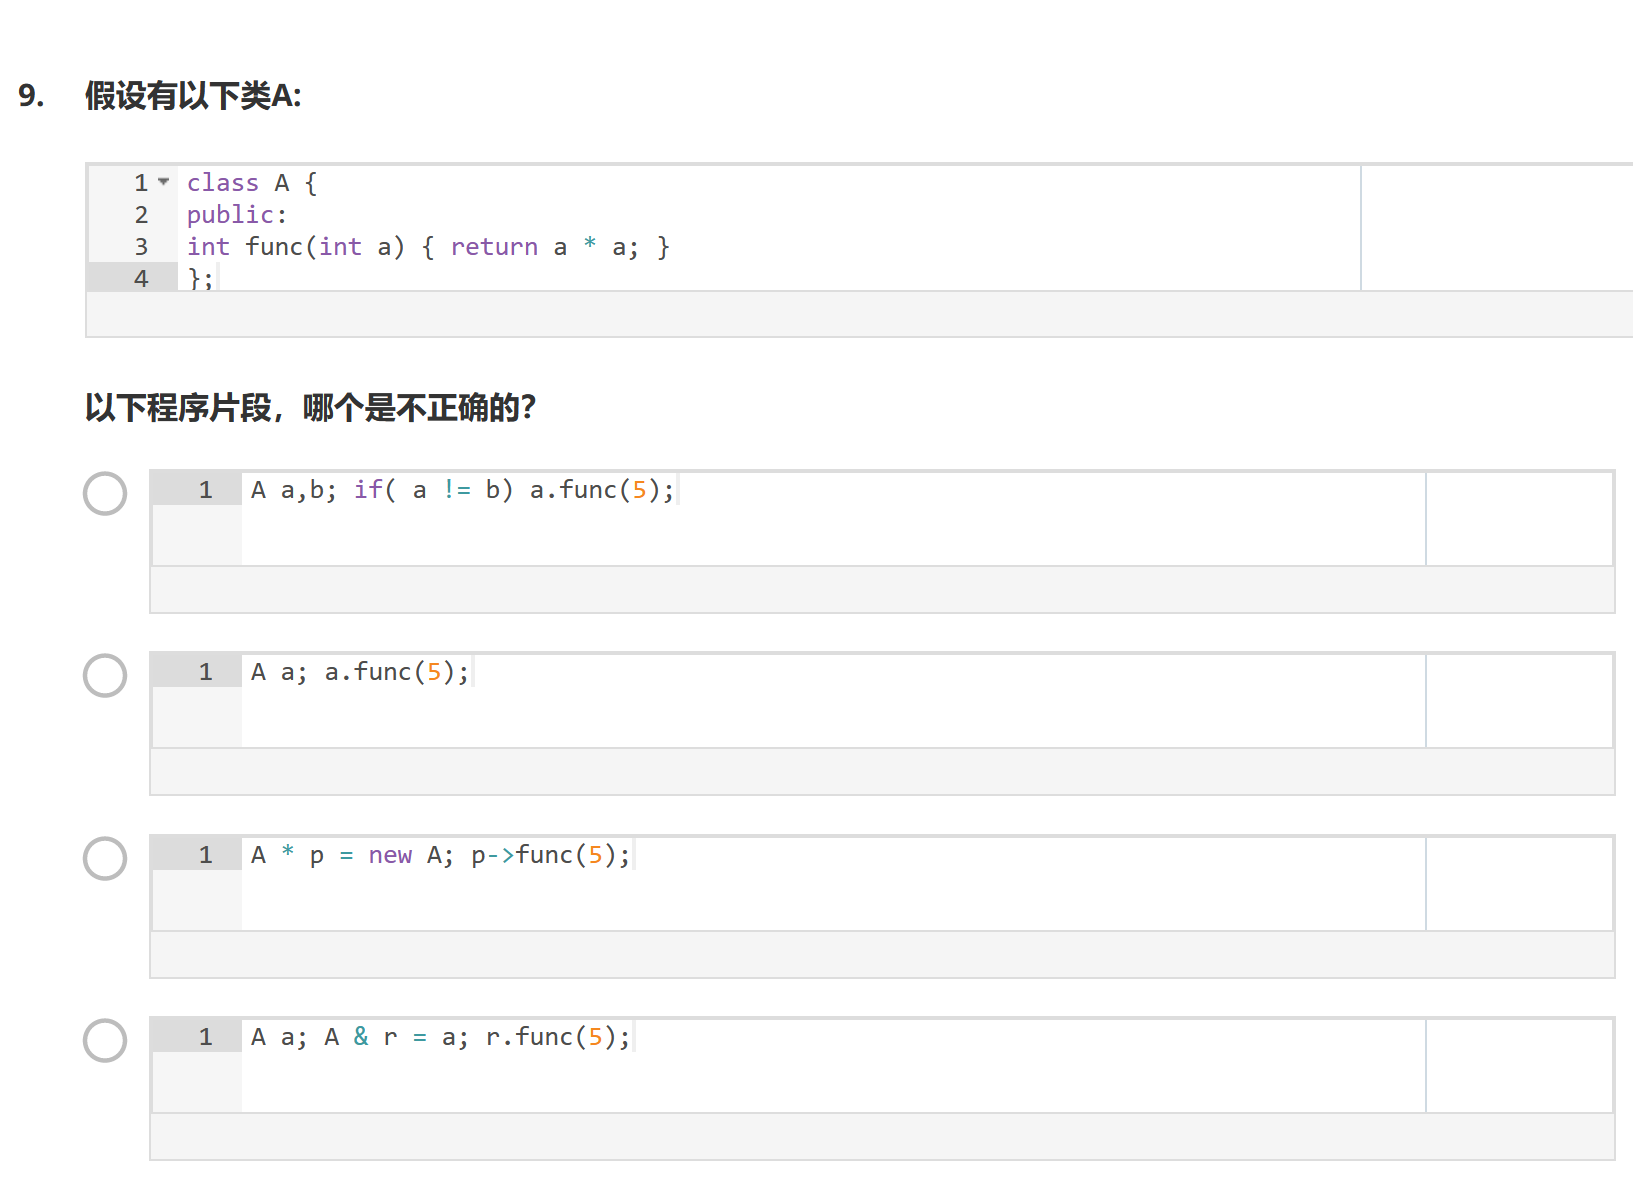 9. 假设有以下类A:
1 class A {
2 public:
3 int func(int a) { return a * a; }
4 };
以下程序片段，哪个是不正确的？
1 A a,b; if( a != b) a.func(5);
1 A a; a.func(5);
1 A * p = new A; p->func(5);
1 A a; A & r = a; r.func(5);